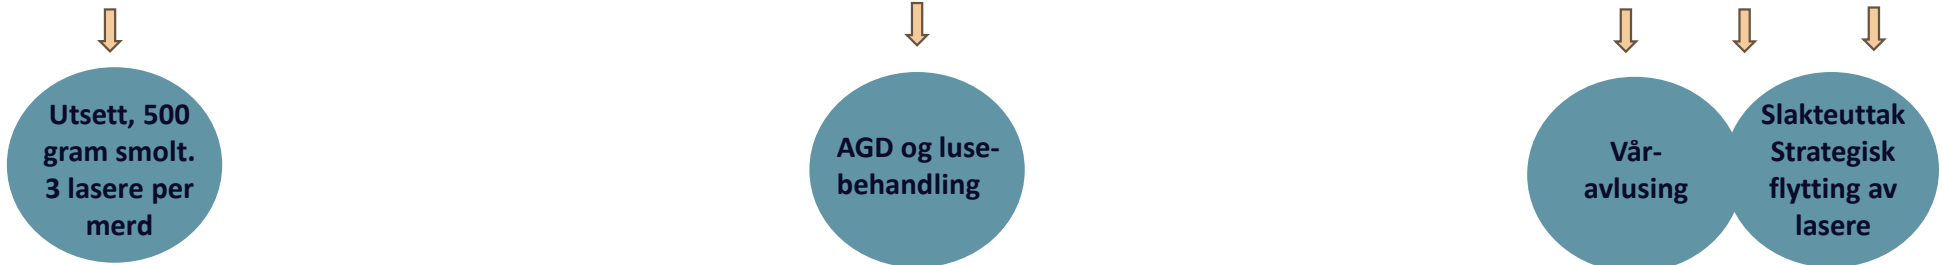 Utsett, 500
gram smolt.
3 lasere per
merd
AGD og luse-
behandling
Vår-
avlusing
Slakteuttak
Strategisk
flytting av
lasere